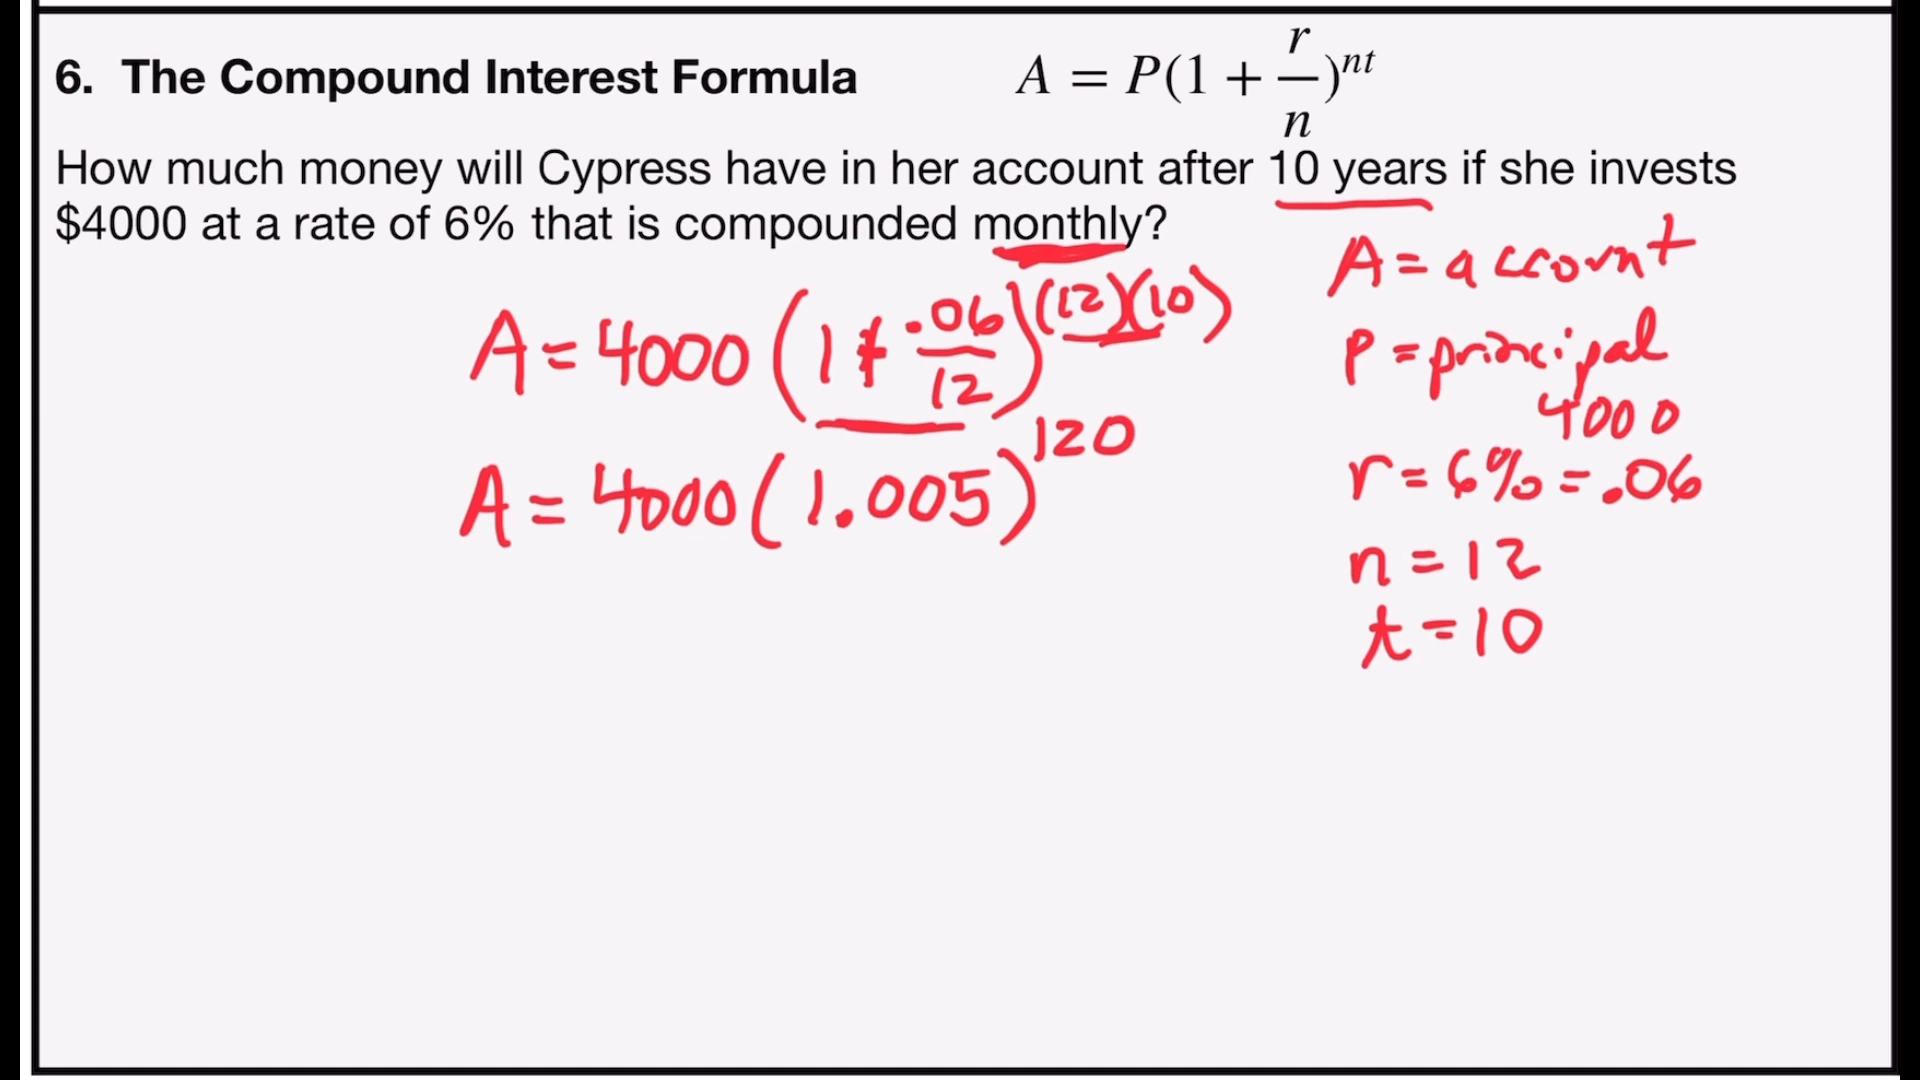 6. The Compound Interest Formula A = P(1 + r/n)^nt
How much money will Cypress have in her account after 10 years if she invests
$4000 at a rate of 6% that is compounded monthly?
A = account
A = 4000 (1 + .06/12)^(12)(10)
P = principal
4000
A = 4000 (1.005)^120
r = 6% = .06
n = 12
t = 10